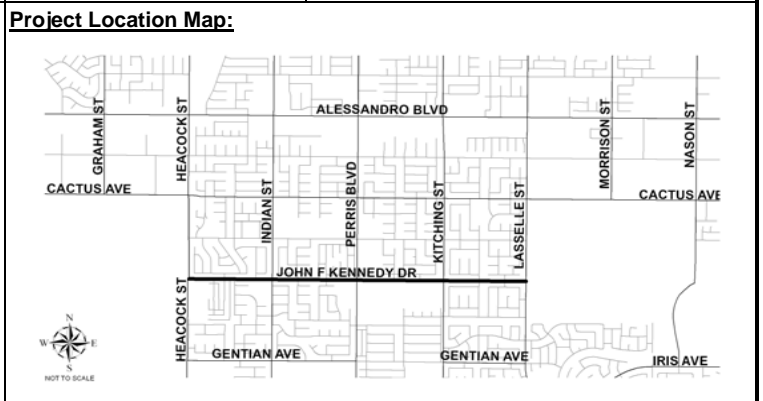 Project Location Map:
ALESSANDRO BLVD
GRAHAM ST
HEACOCK ST
MORRISON ST
NASON ST
CACTUS AVE
CACTUS AVE
INDIAN ST
PERRIS BLVD
KITCHING ST
LASSELLE ST
JOHN F KENNEDY DR
HEACOCK ST
GENTIAN AVE
GENTIAN AVE
IRIS AVE
N
W E
S
NOT TO SCALE